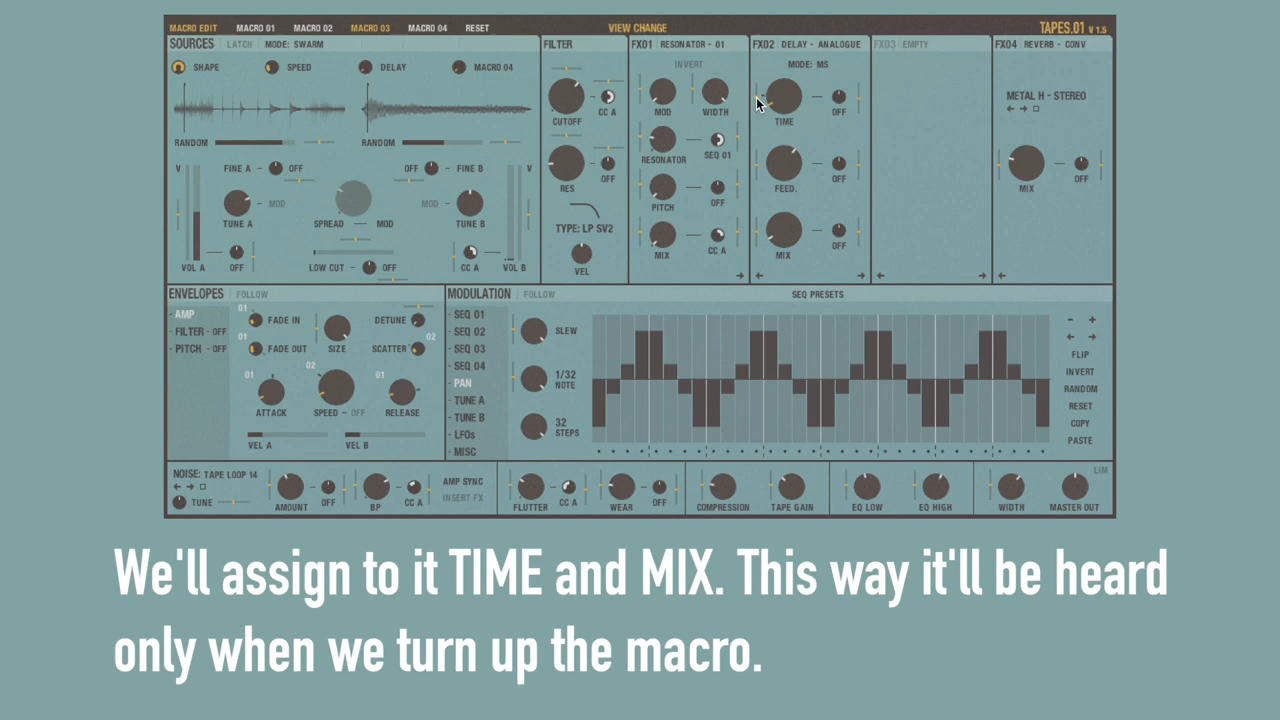 MACRO EDIT MACRO 01 MACRO 02 MACRO 03 MACRO 04 RESET VIEW CHANGE TAPES.01 V 1.5
SOURCES LATCH MODE: SWARM
SHAPE SPEED DELAY MACRO 04
RANDOM RANDOM
V FINE A OFF OFF FINE B V
MOD MOD
TUNE A SPREAD MOD TUNE B
VOL A OFF LOW CUT OFF CC A VOL B
FILTER
CUTOFF CC A
RES OFF
TYPE: LP SV2
VEL
FX01 RESONATOR - 01
INVERT
MOD WIDTH
RESONATOR SEQ 01
PITCH OFF
MIX CC A
FX02 DELAY - ANALOGUE
MODE: MS
TIME OFF
FEED. OFF
MIX OFF
FX03 EMPTY
FX04 REVERB - CONV
METAL H - STEREO
MIX OFF
ENVELOPES FOLLOW
- AMP
- FILTER - OFF
- PITCH - OFF
01 FADE IN SIZE DETUNE
01 FADE OUT SCATTER 02
01 ATTACK 02 SPEED - OFF 01 RELEASE
VEL A VEL B
MODULATION FOLLOW SEQ PRESETS
- SEQ 01
- SEQ 02
- SEQ 03
- SEQ 04
- PAN
- TUNE A
- TUNE B
- LFOs
- MISC
SLEW
1/32
NOTE
32
STEPS
- +
← →
FLIP
INVERT
RANDOM
RESET
COPY
PASTE
NOISE: TAPE LOOP 14
TUNE
AMOUNT OFF BP CC A
AMP SYNC
INSERT FX
FLUTTER CC A WEAR OFF
COMPRESSION TAPE GAIN
EQ LOW EQ HIGH
LIM
WIDTH MASTER OUT
We'll assign to it TIME and MIX. This way it'll be heard
only when we turn up the macro.